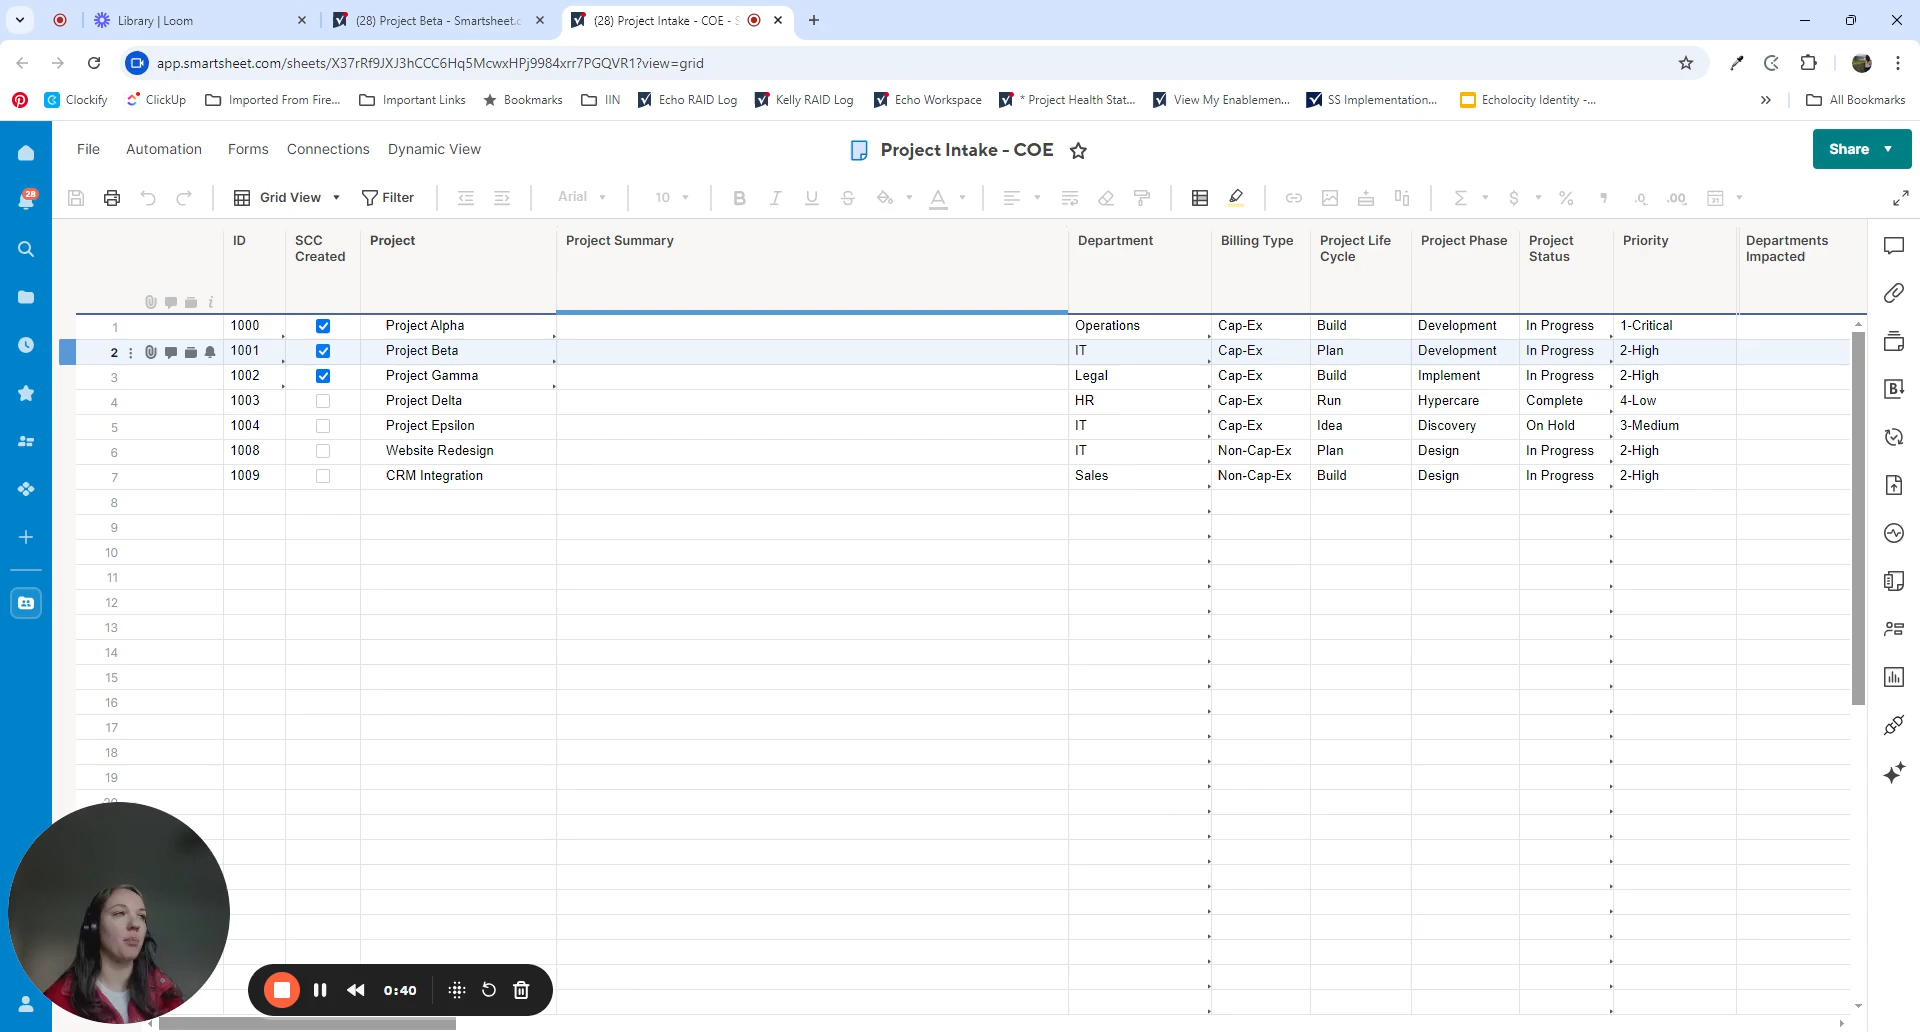 Library | Loom
(28) Project Beta - Smartsheet.c
(28) Project Intake - COE - S
app.smartsheet.com/sheets/X37rRf9JXJ3hCCC6Hq5McwxHPj9984xrr7PGQVR1?view=grid
Clockify
ClickUp
Imported From Fire...
Important Links
Bookmarks
IIN
Echo RAID Log
Kelly RAID Log
Echo Workspace
* Project Health Stat...
View My Enablemen...
SS Implementation...
Echolocity Identity -...
All Bookmarks
File Automation Forms Connections Dynamic View
Project Intake - COE
Share
28
Grid View Filter Arial 10
ID
SCC Created
Project
Project Summary
Department
Billing Type
Project Life Cycle
Project Phase
Project Status
Priority
Departments Impacted
1 1000 Project Alpha Operations Cap-Ex Build Development In Progress 1-Critical
2 1001 Project Beta IT Cap-Ex Plan Development In Progress 2-High
3 1002 Project Gamma Legal Cap-Ex Build Implement In Progress 2-High
4 1003 Project Delta HR Cap-Ex Run Hypercare Complete 4-Low
5 1004 Project Epsilon IT Cap-Ex Idea Discovery On Hold 3-Medium
6 1008 Website Redesign IT Non-Cap-Ex Plan Design In Progress 2-High
7 1009 CRM Integration Sales Non-Cap-Ex Build Design In Progress 2-High
8
9
10
11
12
13
14
15
16
17
18
19
20
0:40